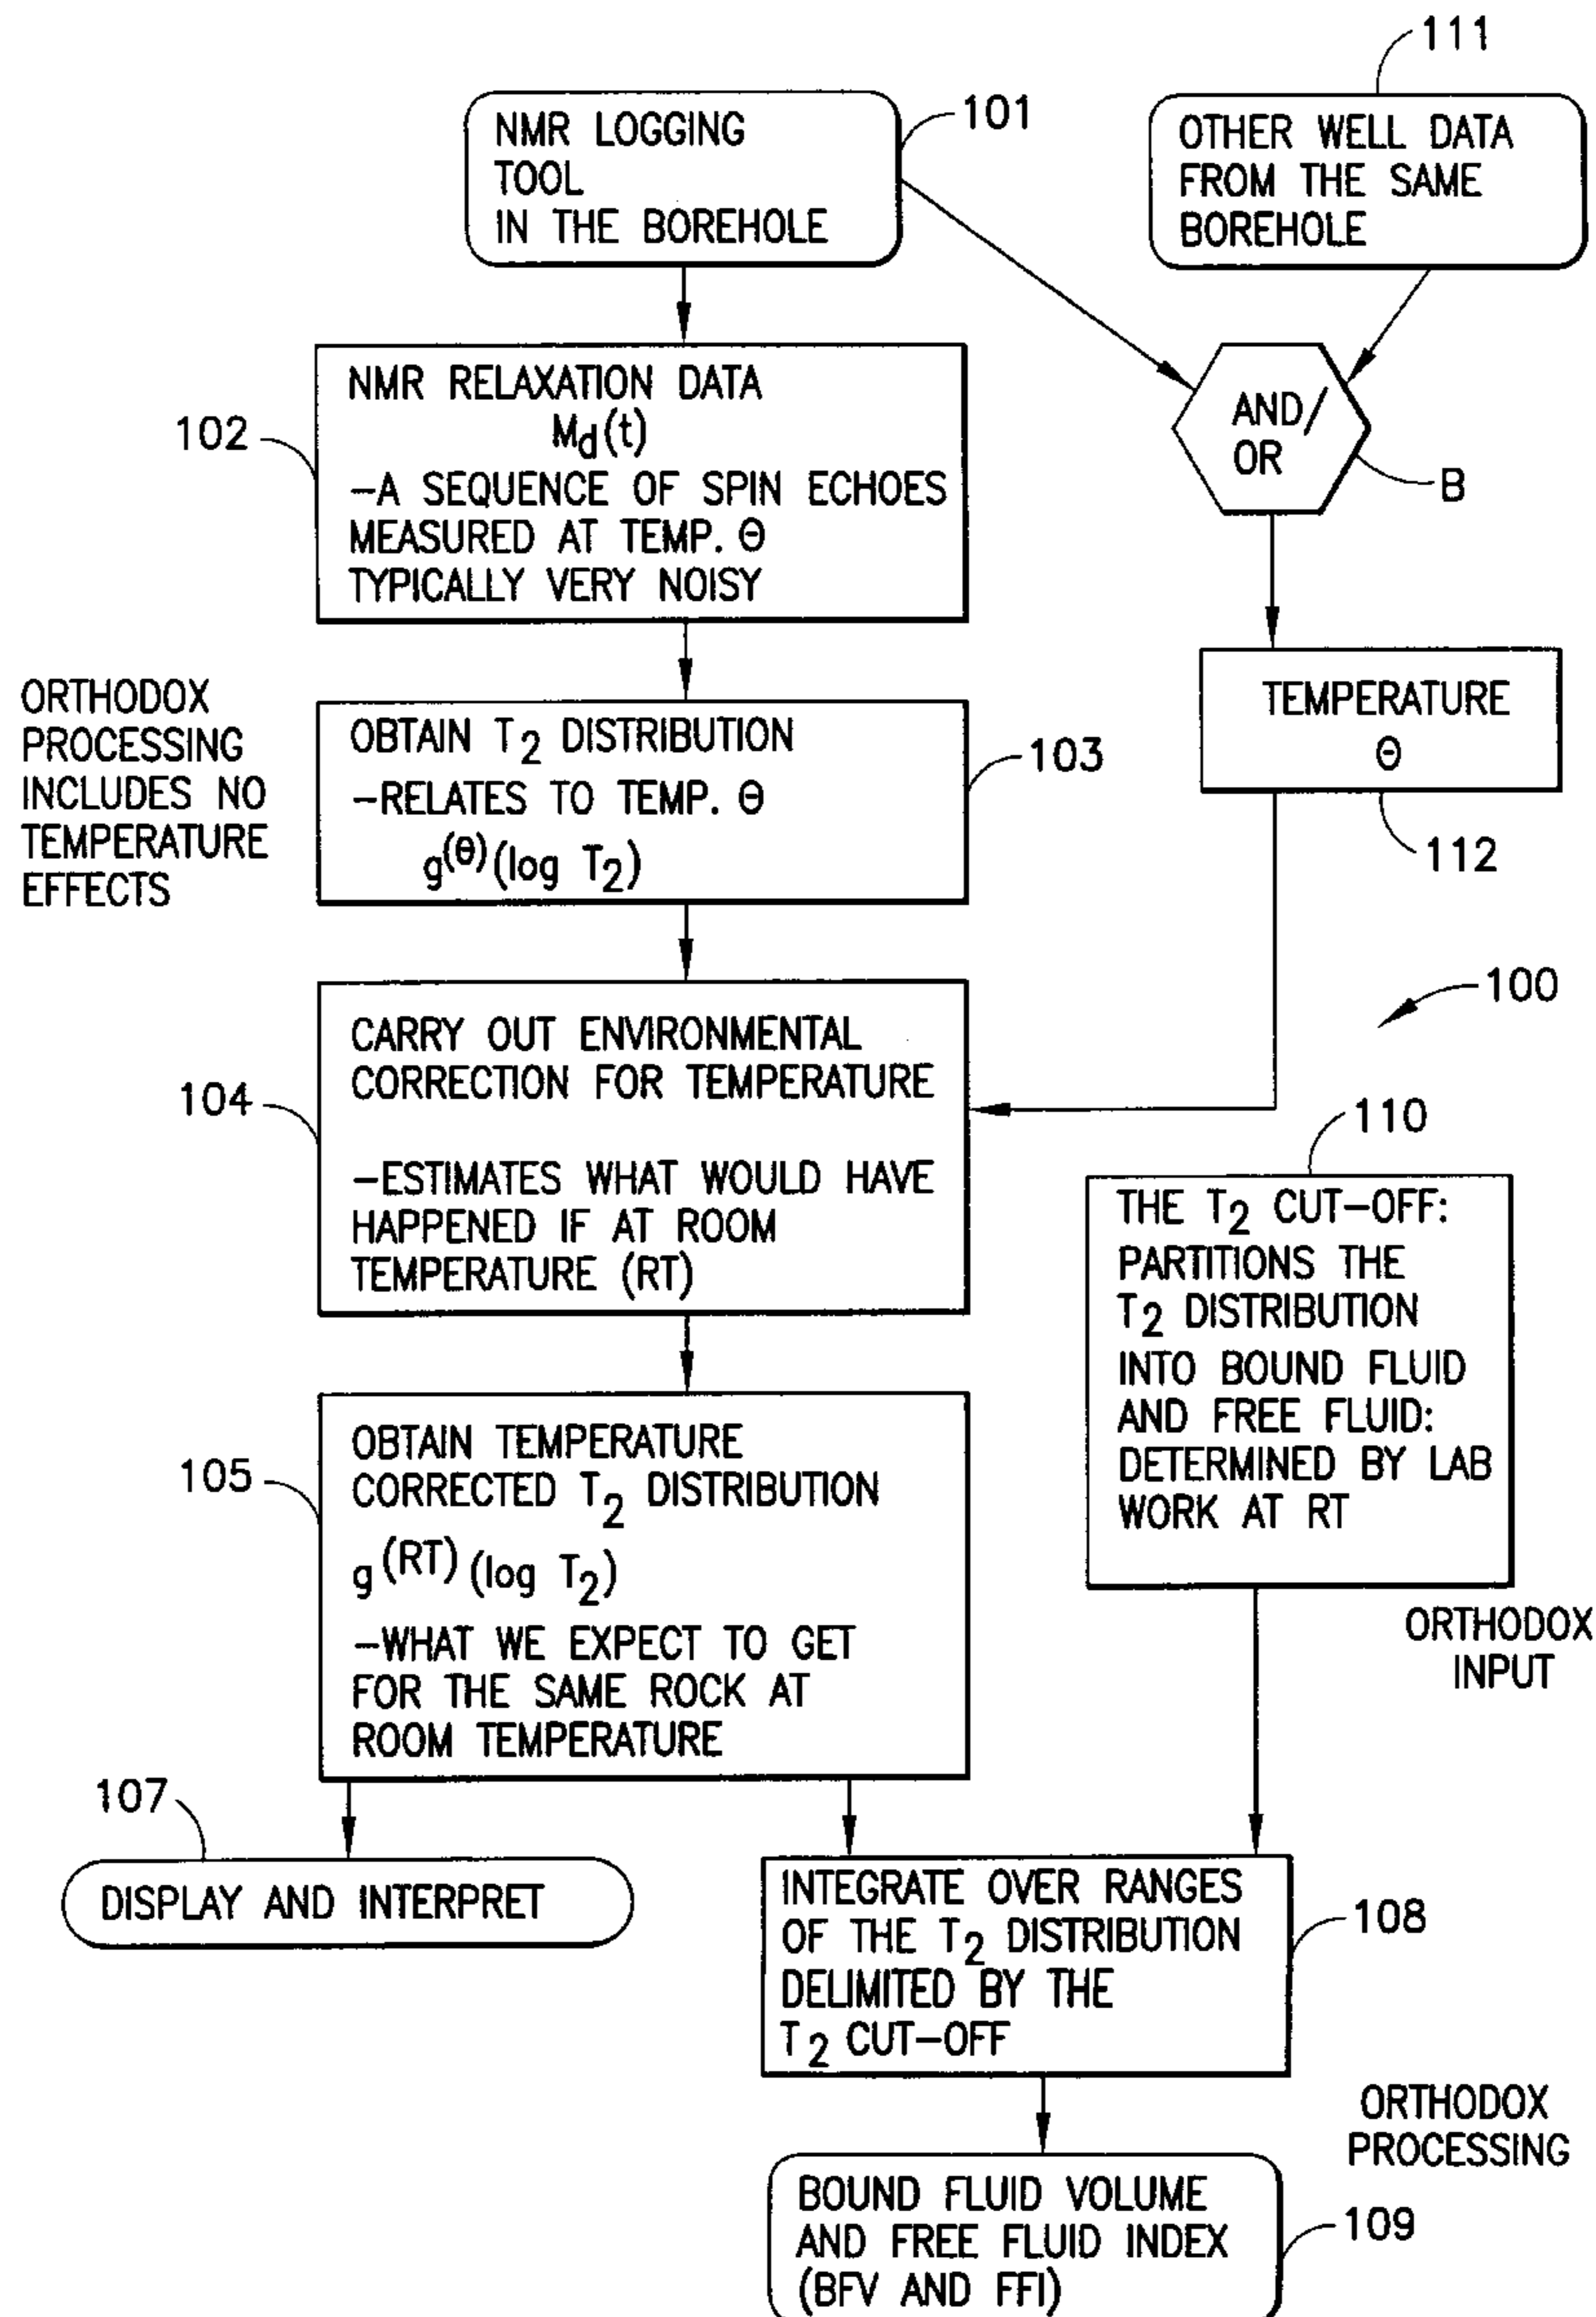 111
101
NMR LOGGING
TOOL
IN THE BOREHOLE
OTHER WELL DATA
FROM THE SAME
BOREHOLE
102
NMR RELAXATION DATA
Md(t)
–A SEQUENCE OF SPIN ECHOES
MEASURED AT TEMP. Θ
TYPICALLY VERY NOISY
AND/
OR
B
ORTHODOX
PROCESSING
INCLUDES NO
TEMPERATURE
EFFECTS
OBTAIN T2 DISTRIBUTION
–RELATES TO TEMP. Θ
g(Θ)(log T2)
103
TEMPERATURE
Θ
112
100
104
CARRY OUT ENVIRONMENTAL
CORRECTION FOR TEMPERATURE
–ESTIMATES WHAT WOULD HAVE
HAPPENED IF AT ROOM
TEMPERATURE (RT)
110
THE T2 CUT–OFF:
PARTITIONS THE
T2 DISTRIBUTION
INTO BOUND FLUID
AND FREE FLUID:
DETERMINED BY LAB
WORK AT RT
105
OBTAIN TEMPERATURE
CORRECTED T2 DISTRIBUTION
g(RT)(log T2)
–WHAT WE EXPECT TO GET
FOR THE SAME ROCK AT
ROOM TEMPERATURE
ORTHODOX
INPUT
107
DISPLAY AND INTERPRET
INTEGRATE OVER RANGES
OF THE T2 DISTRIBUTION
DELIMITED BY THE
T2 CUT–OFF
108
ORTHODOX
PROCESSING
BOUND FLUID VOLUME
AND FREE FLUID INDEX
(BFV AND FFI)
109